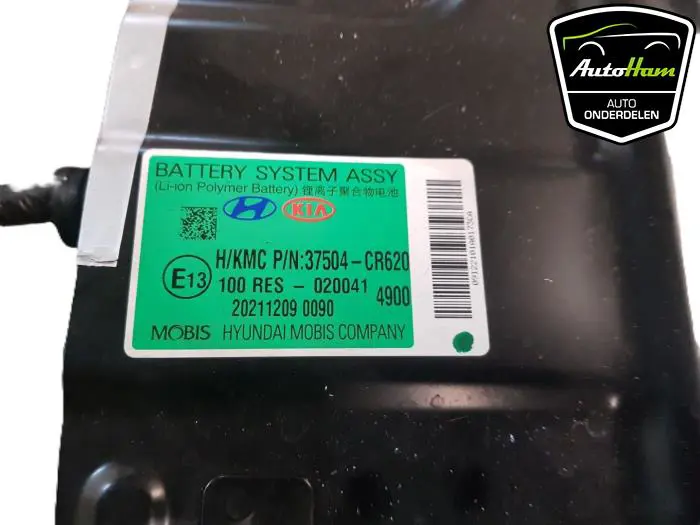 AutoHam
AUTO
ONDERDELEN
BATTERY SYSTEM ASSY
(Li-ion Polymer Battery) 锂离子聚合物电池
KIA
H/KMC P/N:37504-CR620
E13
100 RES - 020041
4900
20211209 0090
MOBIS HYUNDAI MOBIS COMPANY